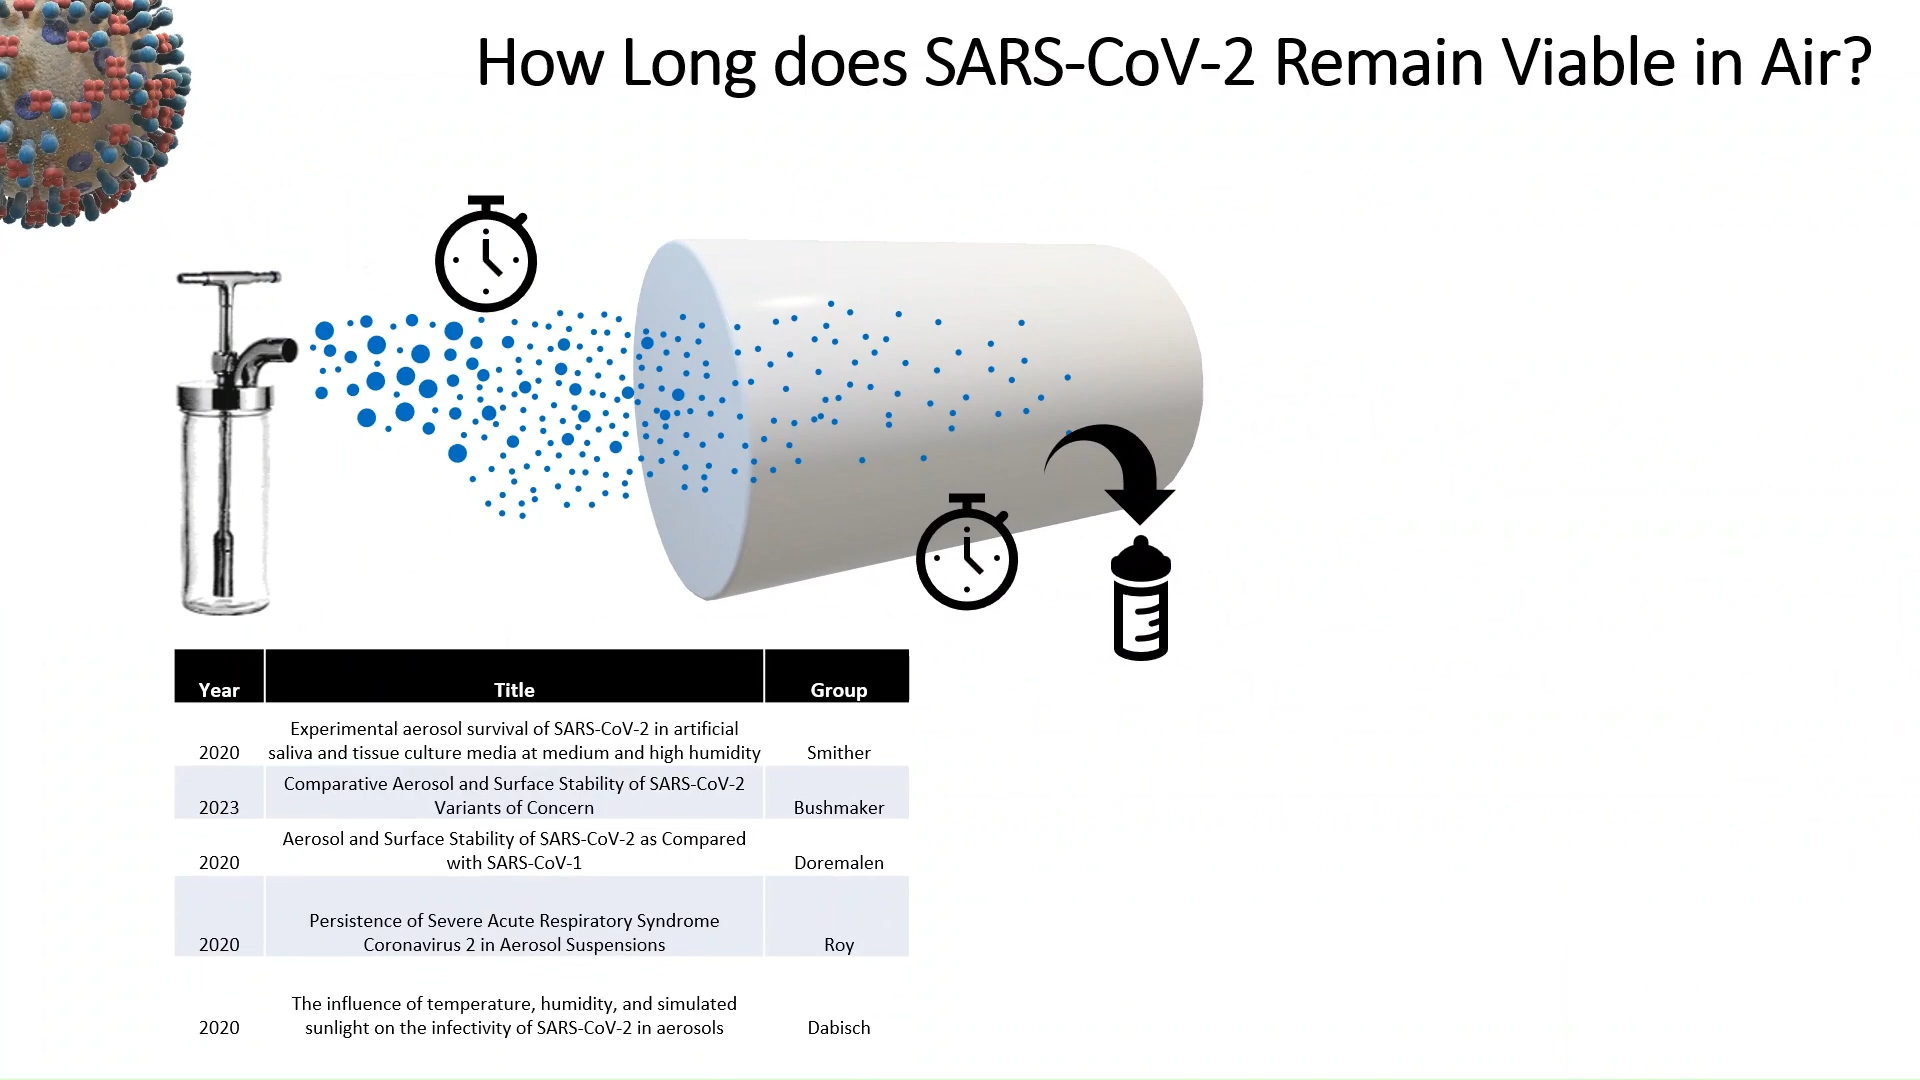 How Long does SARS-CoV-2 Remain Viable in Air?
Year Title Group
Experimental aerosol survival of SARS-CoV-2 in artificial
saliva and tissue culture media at medium and high humidity
2020 Smither
Comparative Aerosol and Surface Stability of SARS-CoV-2
Variants of Concern
2023 Bushmaker
Aerosol and Surface Stability of SARS-CoV-2 as Compared
with SARS-CoV-1
2020 Doremalen
Persistence of Severe Acute Respiratory Syndrome
Coronavirus 2 in Aerosol Suspensions
2020 Roy
The influence of temperature, humidity, and simulated
sunlight on the infectivity of SARS-CoV-2 in aerosols
2020 Dabisch